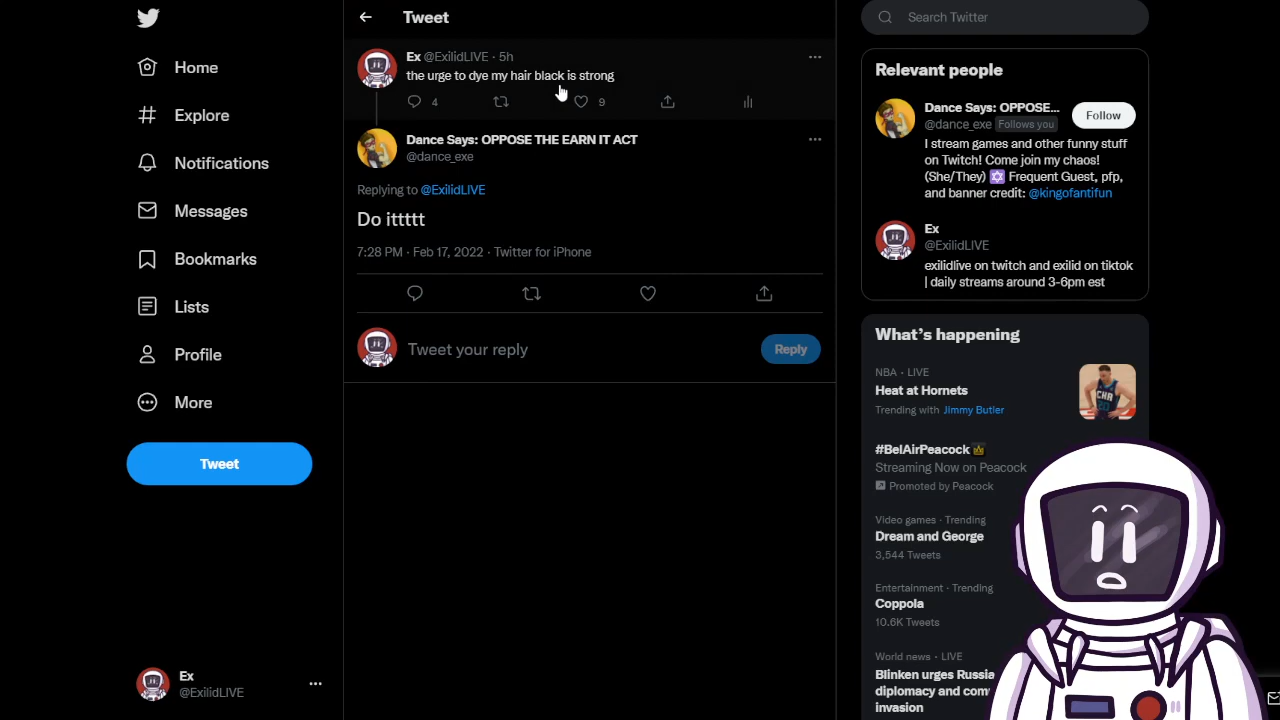 Home
Explore
Notifications
Messages
Bookmarks
Lists
Profile
More
Tweet
Ex
@ExilidLIVE
Tweet
Ex @ExilidLIVE · 5h
the urge to dye my hair black is strong
4
9
Dance Says: OPPOSE THE EARN IT ACT
@dance_exe
Replying to @ExilidLIVE
Do ittttt
7:28 PM · Feb 17, 2022 · Twitter for iPhone
Tweet your reply
Reply
Search Twitter
Relevant people
Dance Says: OPPOSE...
@dance_exe Follows you
Follow
I stream games and other funny stuff
on Twitch! Come join my chaos!
(She/They) 🔯 Frequent Guest, pfp,
and banner credit: @kingofantifun
Ex
@ExilidLIVE
exilidlive on twitch and exilid on tiktok
| daily streams around 3-6pm est
What's happening
NBA · LIVE
Heat at Hornets
Trending with Jimmy Butler
CHA
#BelAirPeacock
Streaming Now on Peacock
Promoted by Peacock
Video games · Trending
Dream and George
3,544 Tweets
Entertainment · Trending
Coppola
10.6K Tweets
World news · LIVE
Blinken urges Russia
diplomacy and
invasion